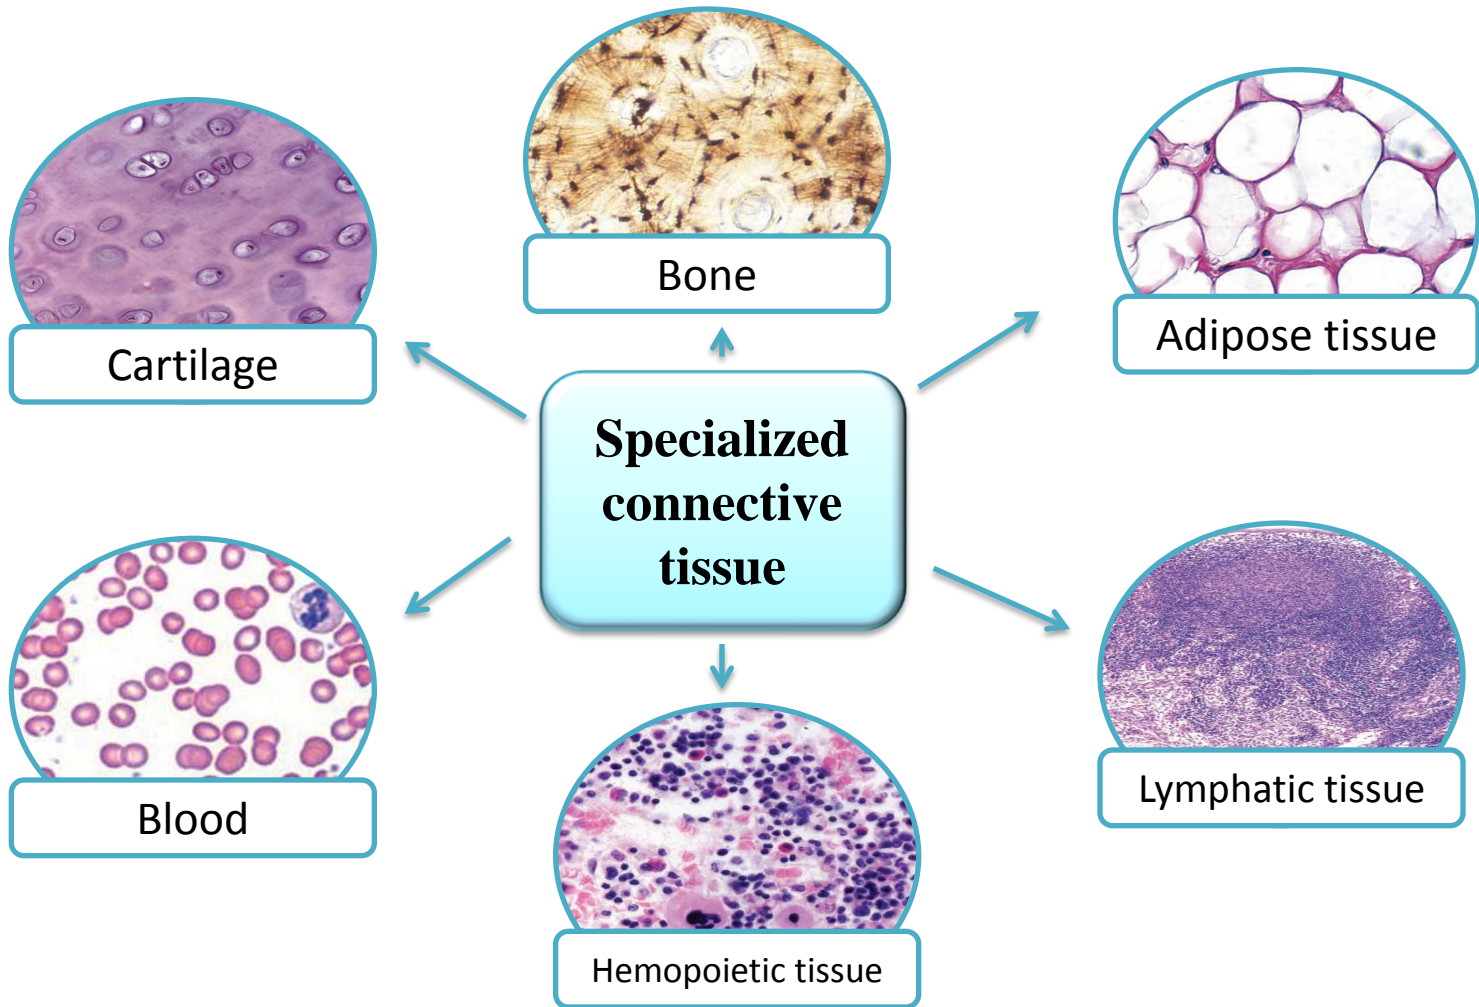 Bone
Cartilage
Adipose tissue
Specialized
connective
tissue
Blood
Lymphatic tissue
Hemopoietic tissue